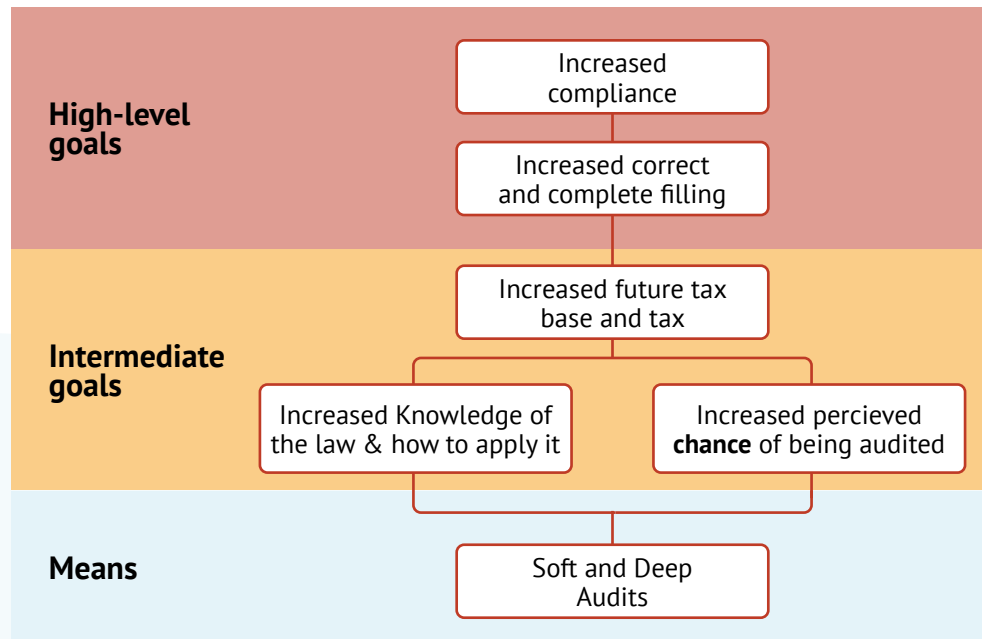 High-level
goals
Increased
compliance
Increased correct
and complete filling
Intermediate
goals
Increased future tax
base and tax
Increased Knowledge of
the law & how to apply it
Increased percieved
chance of being audited
Means
Soft and Deep
Audits